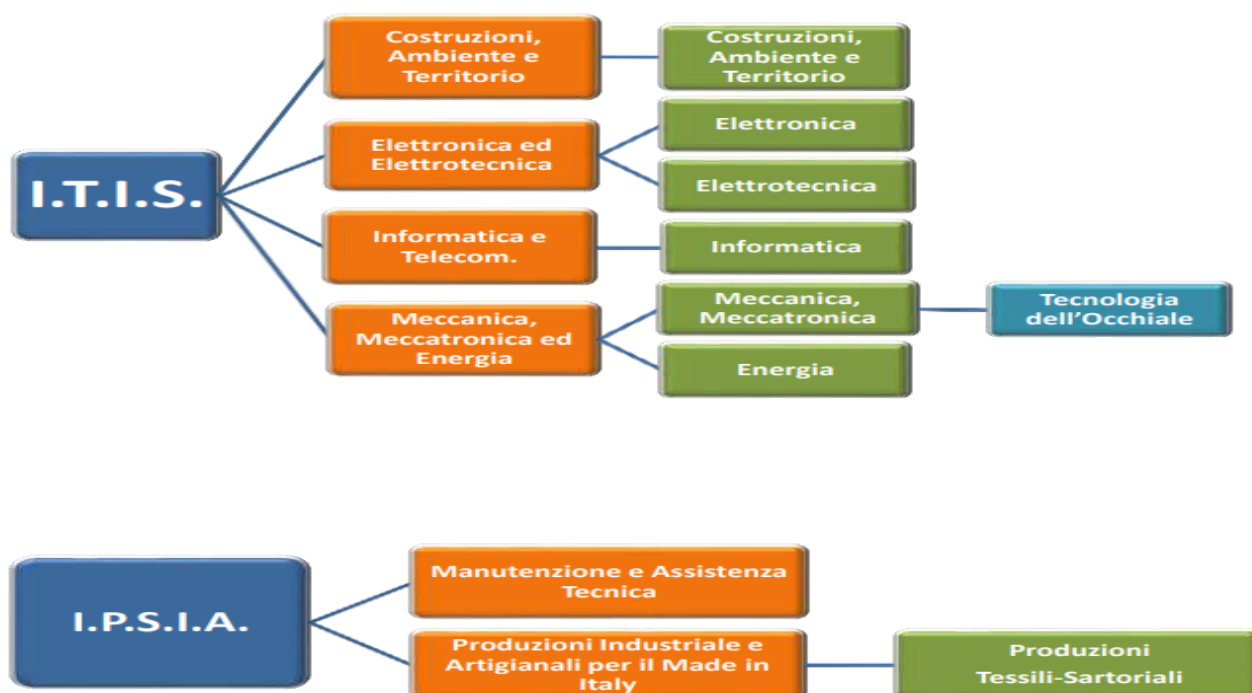 I.T.I.S.
Costruzioni,
Ambiente e
Territorio
Costruzioni,
Ambiente e
Territorio
Elettronica ed
Elettrotecnica
Elettronica
Elettrotecnica
Informatica e
Telecom.
Informatica
Meccanica,
Meccatronica ed
Energia
Meccanica,
Meccatronica
Tecnologia
dell'Occhiale
Energia
I.P.S.I.A.
Manutenzione e Assistenza
Tecnica
Produzioni Industriale e
Artigianali per il Made in
Italy
Produzioni
Tessili-Sartoriali